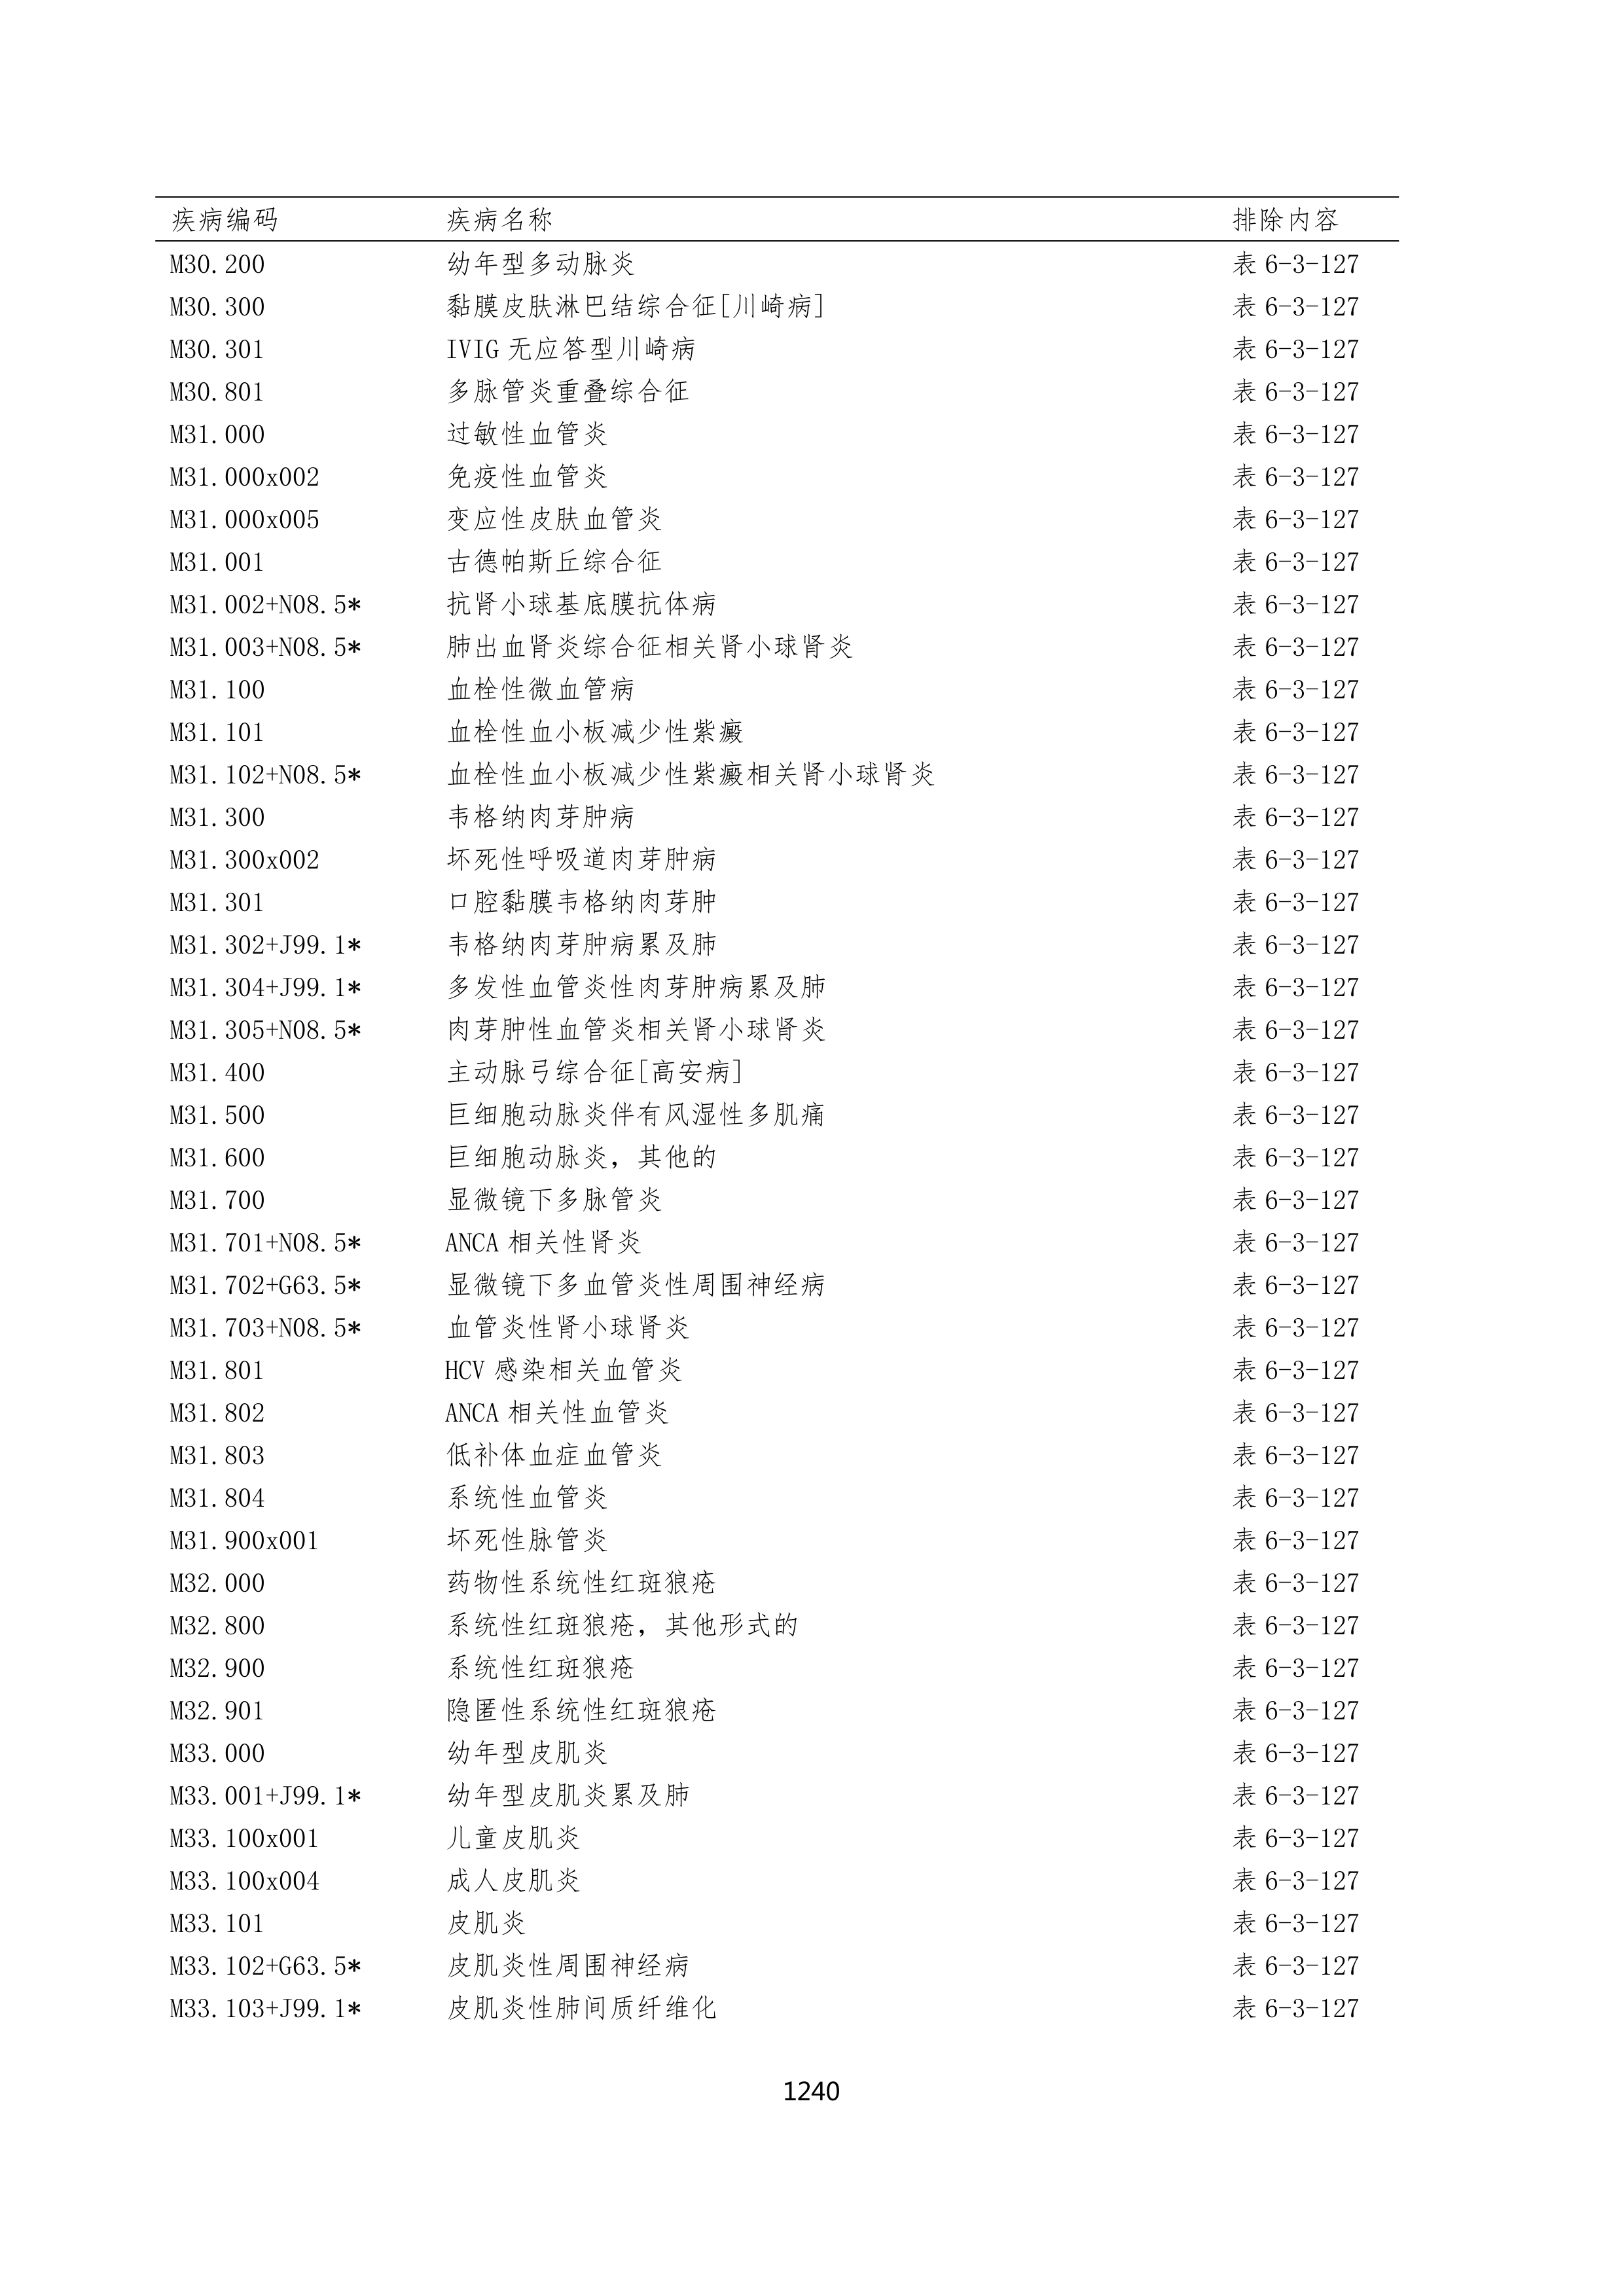 疾病编码 疾病名称 排除内容
M30.200 幼年型多动脉炎 表 6-3-127
M30.300 黏膜皮肤淋巴结综合征[川崎病] 表 6-3-127
M30.301 IVIG 无应答型川崎病 表 6-3-127
M30.801 多脉管炎重叠综合征 表 6-3-127
M31.000 过敏性血管炎 表 6-3-127
M31.000x002 免疫性血管炎 表 6-3-127
M31.000x005 变应性皮肤血管炎 表 6-3-127
M31.001 古德帕斯丘综合征 表 6-3-127
M31.002+N08.5* 抗肾小球基底膜抗体病 表 6-3-127
M31.003+N08.5* 肺出血肾炎综合征相关肾小球肾炎 表 6-3-127
M31.100 血栓性微血管病 表 6-3-127
M31.101 血栓性血小板减少性紫癜 表 6-3-127
M31.102+N08.5* 血栓性血小板减少性紫癜相关肾小球肾炎 表 6-3-127
M31.300 韦格纳肉芽肿病 表 6-3-127
M31.300x002 坏死性呼吸道肉芽肿病 表 6-3-127
M31.301 口腔黏膜韦格纳肉芽肿 表 6-3-127
M31.302+J99.1* 韦格纳肉芽肿病累及肺 表 6-3-127
M31.304+J99.1* 多发性血管炎性肉芽肿病累及肺 表 6-3-127
M31.305+N08.5* 肉芽肿性血管炎相关肾小球肾炎 表 6-3-127
M31.400 主动脉弓综合征[高安病] 表 6-3-127
M31.500 巨细胞动脉炎伴有风湿性多肌痛 表 6-3-127
M31.600 巨细胞动脉炎，其他的 表 6-3-127
M31.700 显微镜下多脉管炎 表 6-3-127
M31.701+N08.5* ANCA 相关性肾炎 表 6-3-127
M31.702+G63.5* 显微镜下多血管炎性周围神经病 表 6-3-127
M31.703+N08.5* 血管炎性肾小球肾炎 表 6-3-127
M31.801 HCV 感染相关血管炎 表 6-3-127
M31.802 ANCA 相关性血管炎 表 6-3-127
M31.803 低补体血症血管炎 表 6-3-127
M31.804 系统性血管炎 表 6-3-127
M31.900x001 坏死性脉管炎 表 6-3-127
M32.000 药物性系统性红斑狼疮 表 6-3-127
M32.800 系统性红斑狼疮，其他形式的 表 6-3-127
M32.900 系统性红斑狼疮 表 6-3-127
M32.901 隐匿性系统性红斑狼疮 表 6-3-127
M33.000 幼年型皮肌炎 表 6-3-127
M33.001+J99.1* 幼年型皮肌炎累及肺 表 6-3-127
M33.100x001 儿童皮肌炎 表 6-3-127
M33.100x004 成人皮肌炎 表 6-3-127
M33.101 皮肌炎 表 6-3-127
M33.102+G63.5* 皮肌炎性周围神经病 表 6-3-127
M33.103+J99.1* 皮肌炎性肺间质纤维化 表 6-3-127
1240